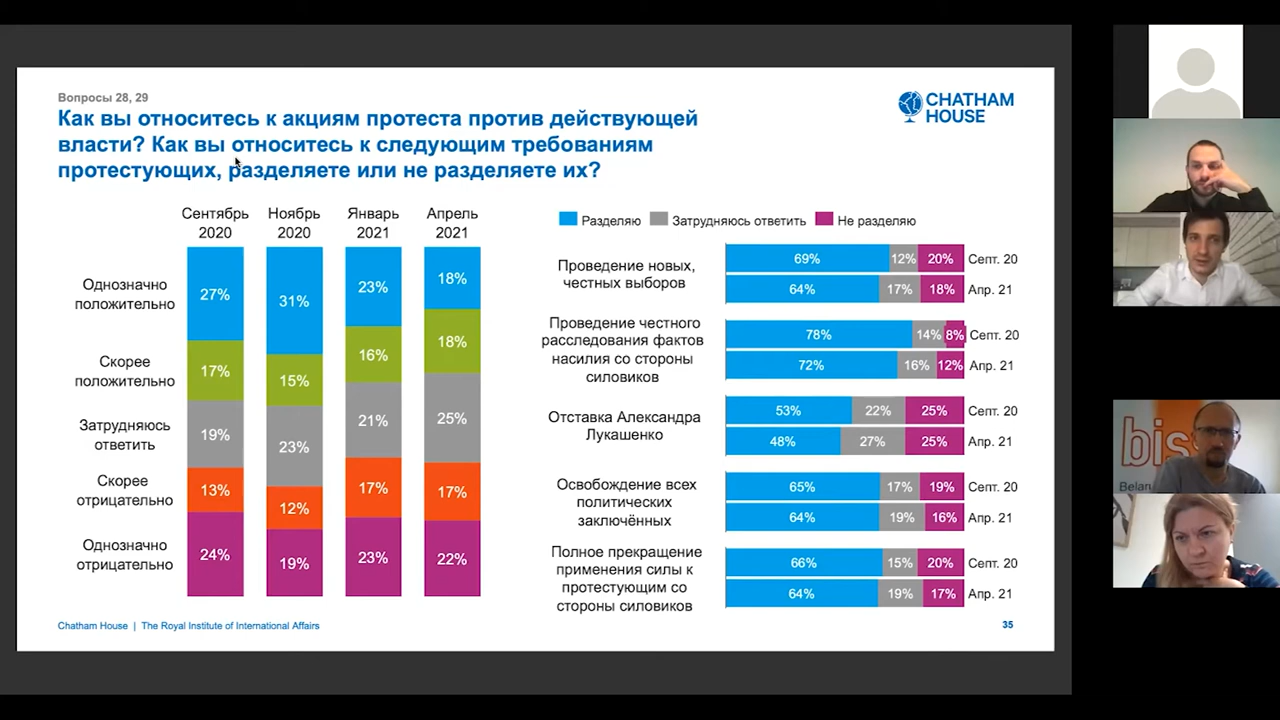 Вопросы 28, 29
Как вы относитесь к акциям протеста против действующей
власти? Как вы относитесь к следующим требованиям
протестующих, разделяете или не разделяете их?
CHATHAM
HOUSE
Сентябрь
2020
Ноябрь
2020
Январь
2021
Апрель
2021
Однозначно
положительно
27%
31%
23%
18%
Скорее
положительно
17%
15%
16%
18%
Затрудняюсь
ответить
19%
23%
21%
25%
Скорее
отрицательно
13%
12%
17%
17%
Однозначно
отрицательно
24%
19%
23%
22%
Разделяю
Затрудняюсь ответить
Не разделяю
Проведение новых,
честных выборов
69% 12% 20% Септ. 20
64% 17% 18% Апр. 21
Проведение честного
расследования фактов
насилия со стороны
силовиков
78% 14% 8% Септ. 20
72% 16% 12% Апр. 21
Отставка Александра
Лукашенко
53% 22% 25% Септ. 20
48% 27% 25% Апр. 21
Освобождение всех
политических
заключённых
65% 17% 19% Септ. 20
64% 19% 16% Апр. 21
Полное прекращение
применения силы к
протестующим со
стороны силовиков
66% 15% 20% Септ. 20
64% 19% 17% Апр. 21
Chatham House | The Royal Institute of International Affairs
35
Belar